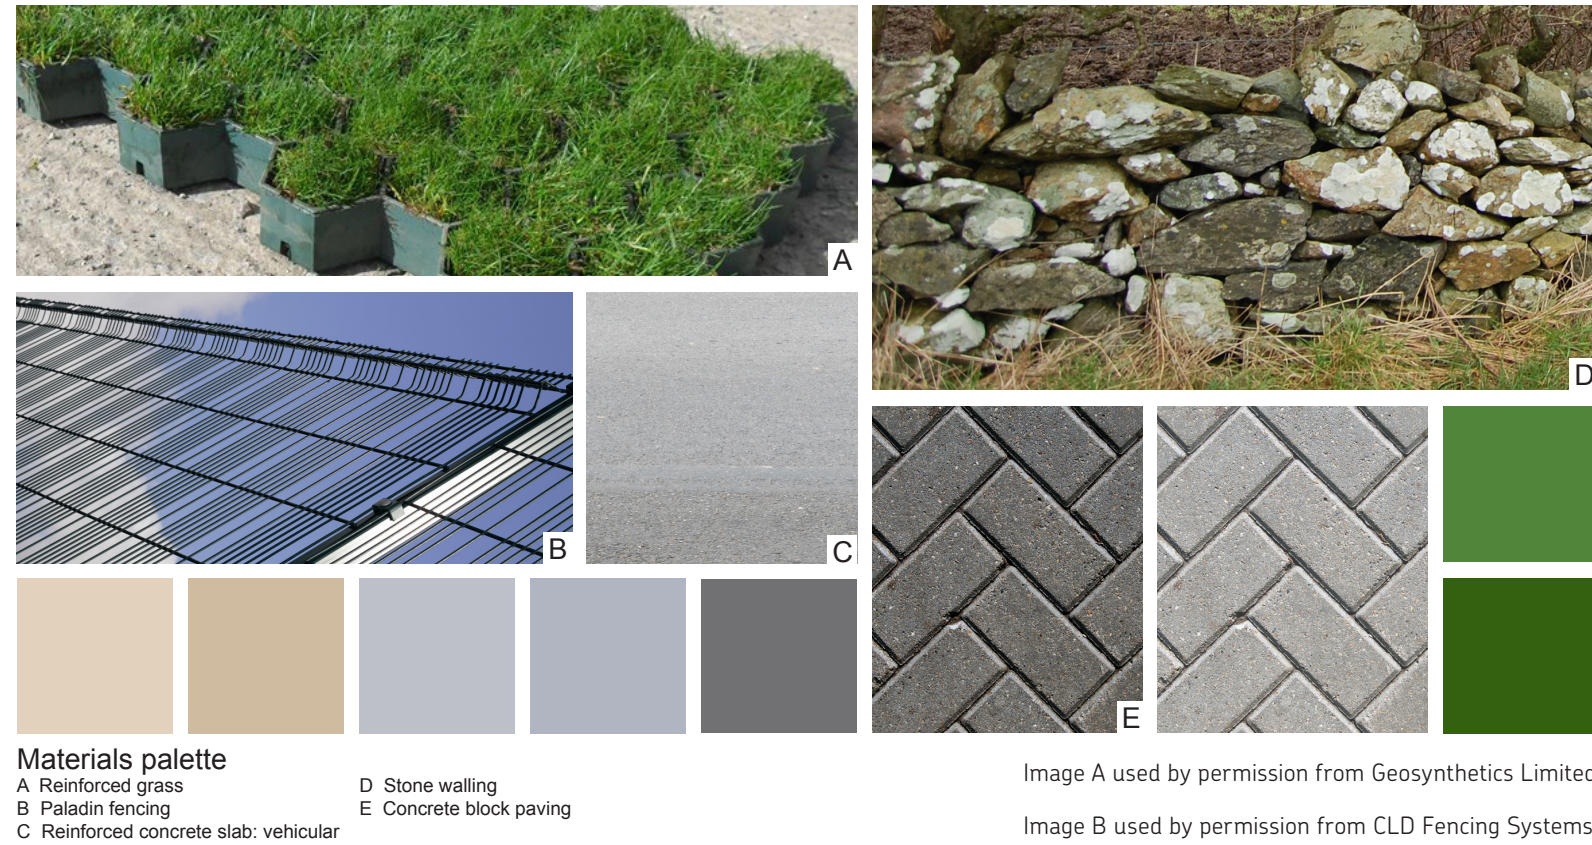 A
D
B
C
E
Materials palette
A Reinforced grass
B Paladin fencing
C Reinforced concrete slab: vehicular
D Stone walling
E Concrete block paving
Image A used by permission from Geosynthetics Limited
Image B used by permission from CLD Fencing Systems